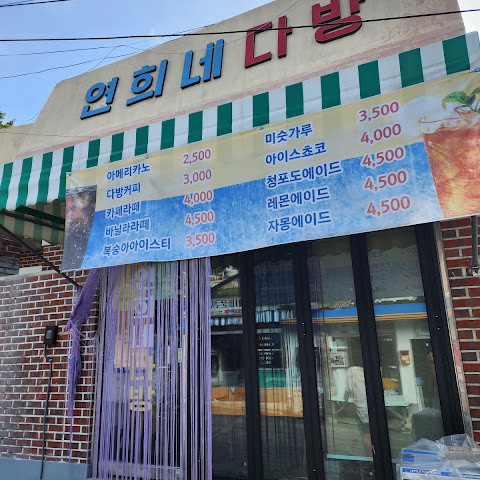 연희네다방
아메리카노 2,500
다방커피 3,000
카페라떼 4,000
바닐라라떼 4,500
복숭아아이스티 3,500
미숫가루 3,500
아이스쵸코 4,000
청포도에이드 4,500
레몬에이드 4,500
자몽에이드 4,500